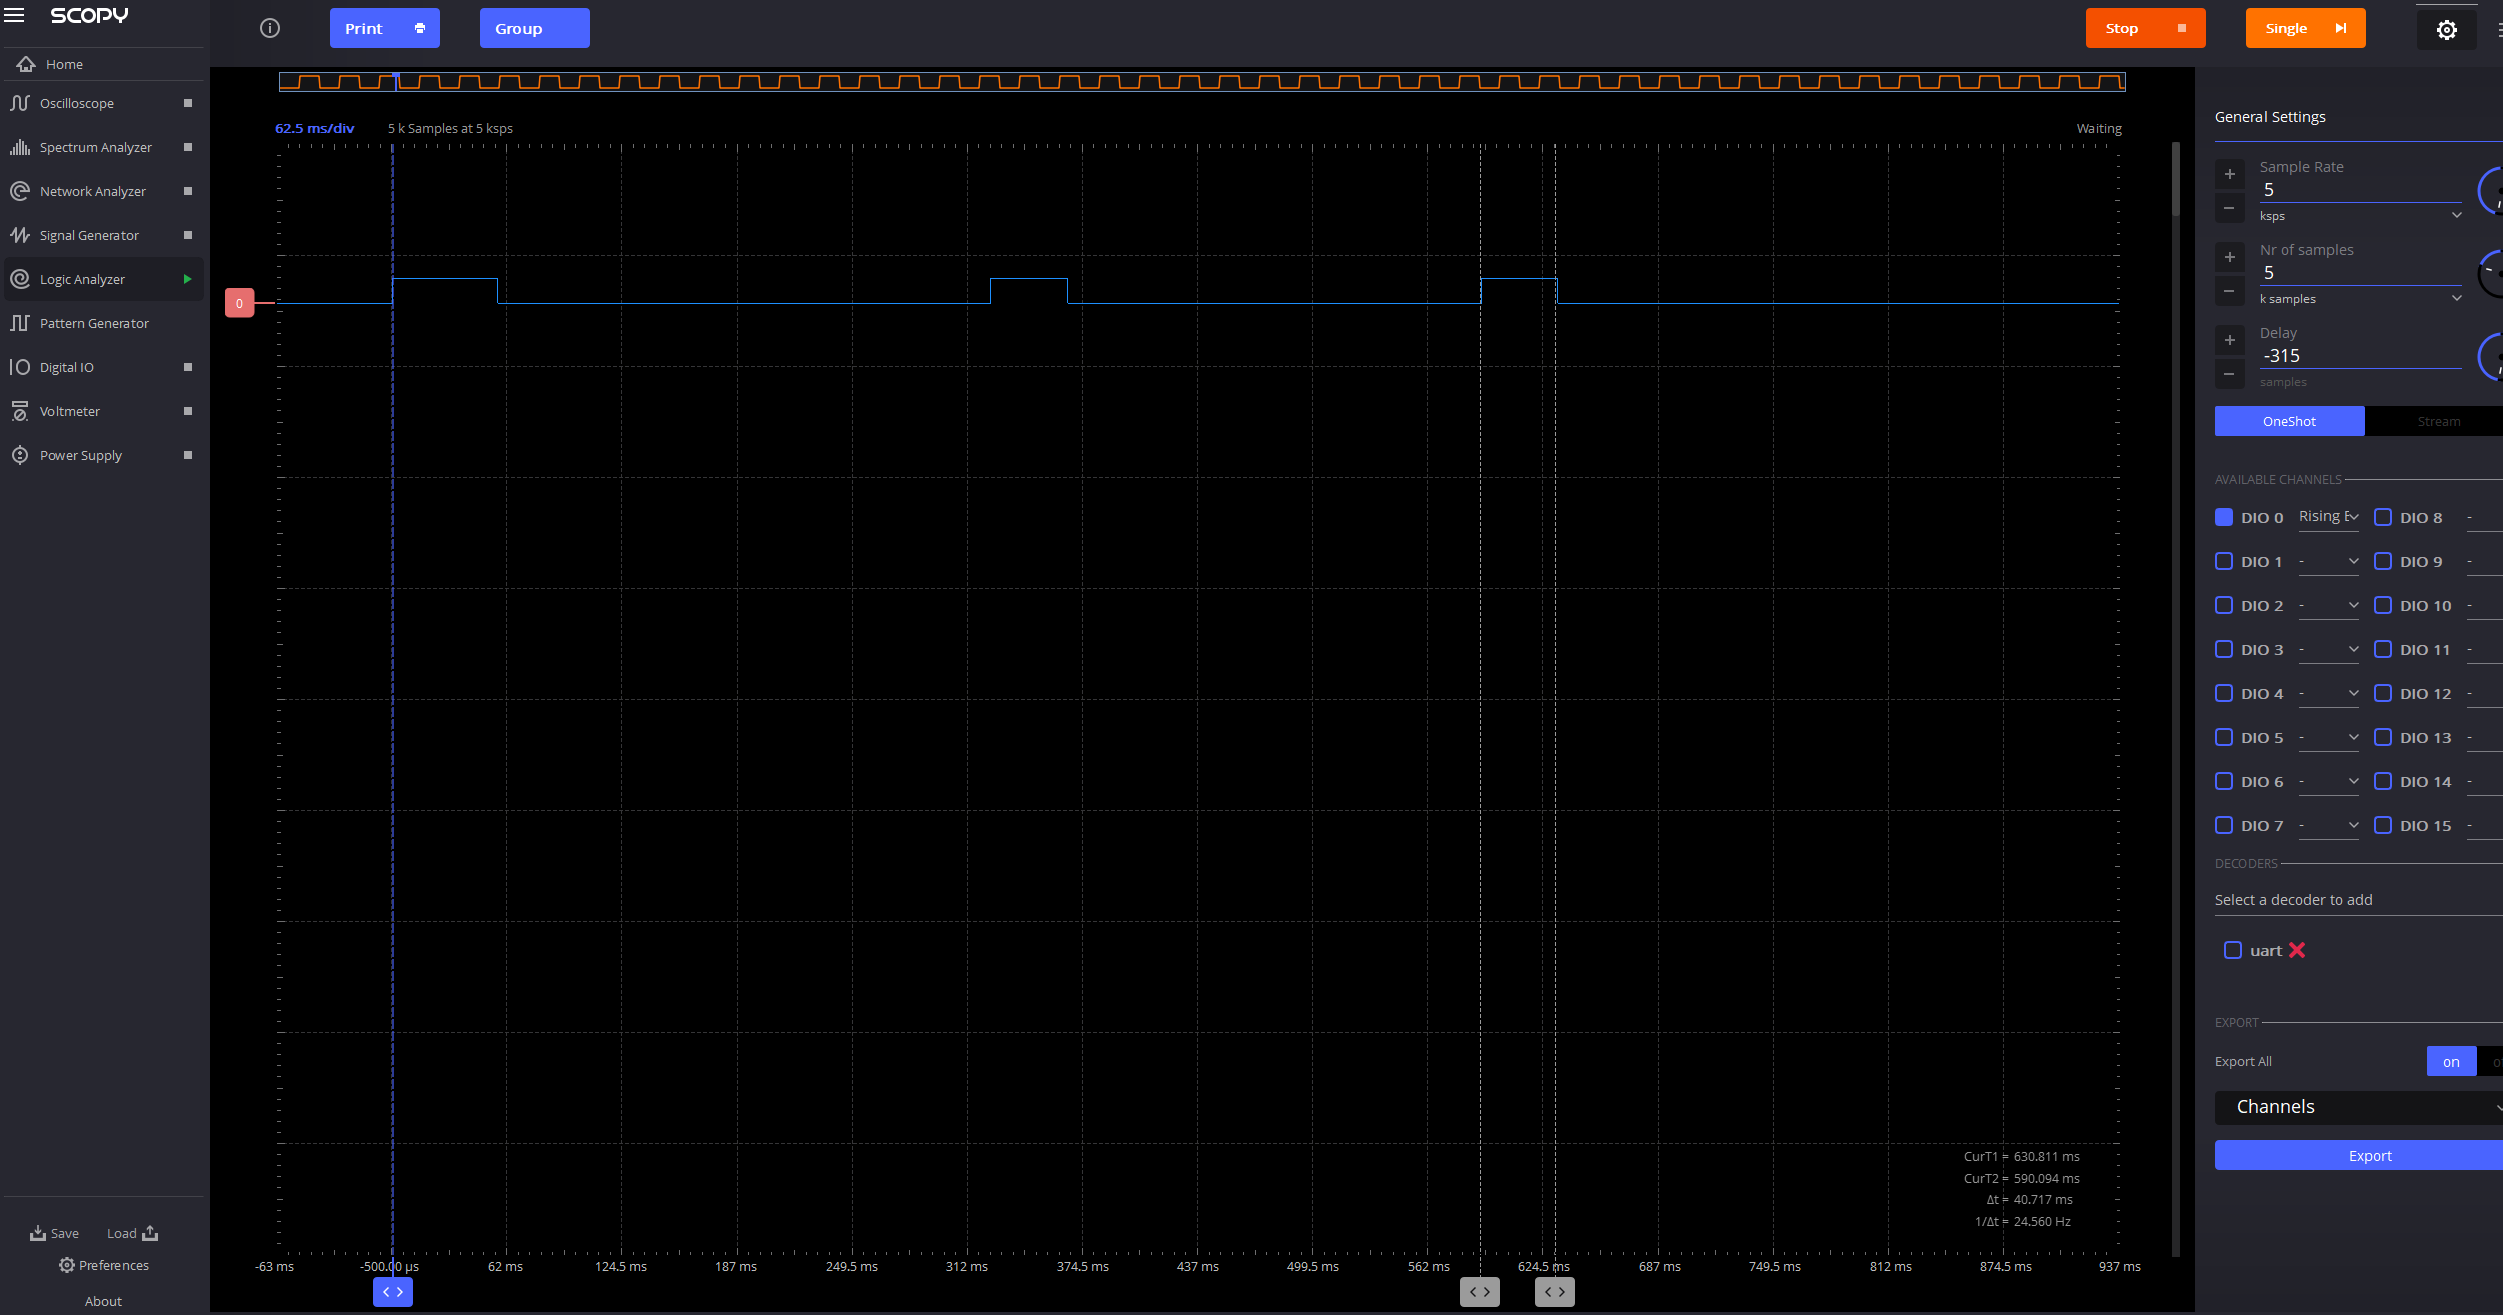 SCOPY
Print
Group
Stop
Single
Home
Oscilloscope
Spectrum Analyzer
Network Analyzer
Signal Generator
Logic Analyzer
Pattern Generator
Digital IO
Voltmeter
Power Supply
Save
Load
Preferences
About
62.5 ms/div
5 k Samples at 5 ksps
Waiting
0
CurT1 = 630.811 ms
CurT2 = 590.094 ms
Δt = 40.717 ms
1/Δt = 24.560 Hz
-63 ms
-500.00 µs
62 ms
124.5 ms
187 ms
249.5 ms
312 ms
374.5 ms
437 ms
499.5 ms
562 ms
624.5 ms
687 ms
749.5 ms
812 ms
874.5 ms
937 ms
General Settings
Sample Rate
5
ksps
Nr of samples
5
k samples
Delay
-315
samples
OneShot
Stream
AVAILABLE CHANNELS
DIO 0 Rising E DIO 8 -
DIO 1 - DIO 9 -
DIO 2 - DIO 10 -
DIO 3 - DIO 11 -
DIO 4 - DIO 12 -
DIO 5 - DIO 13 -
DIO 6 - DIO 14 -
DIO 7 - DIO 15 -
DECODERS
Select a decoder to add
uart
EXPORT
Export All
on
Channels
Export